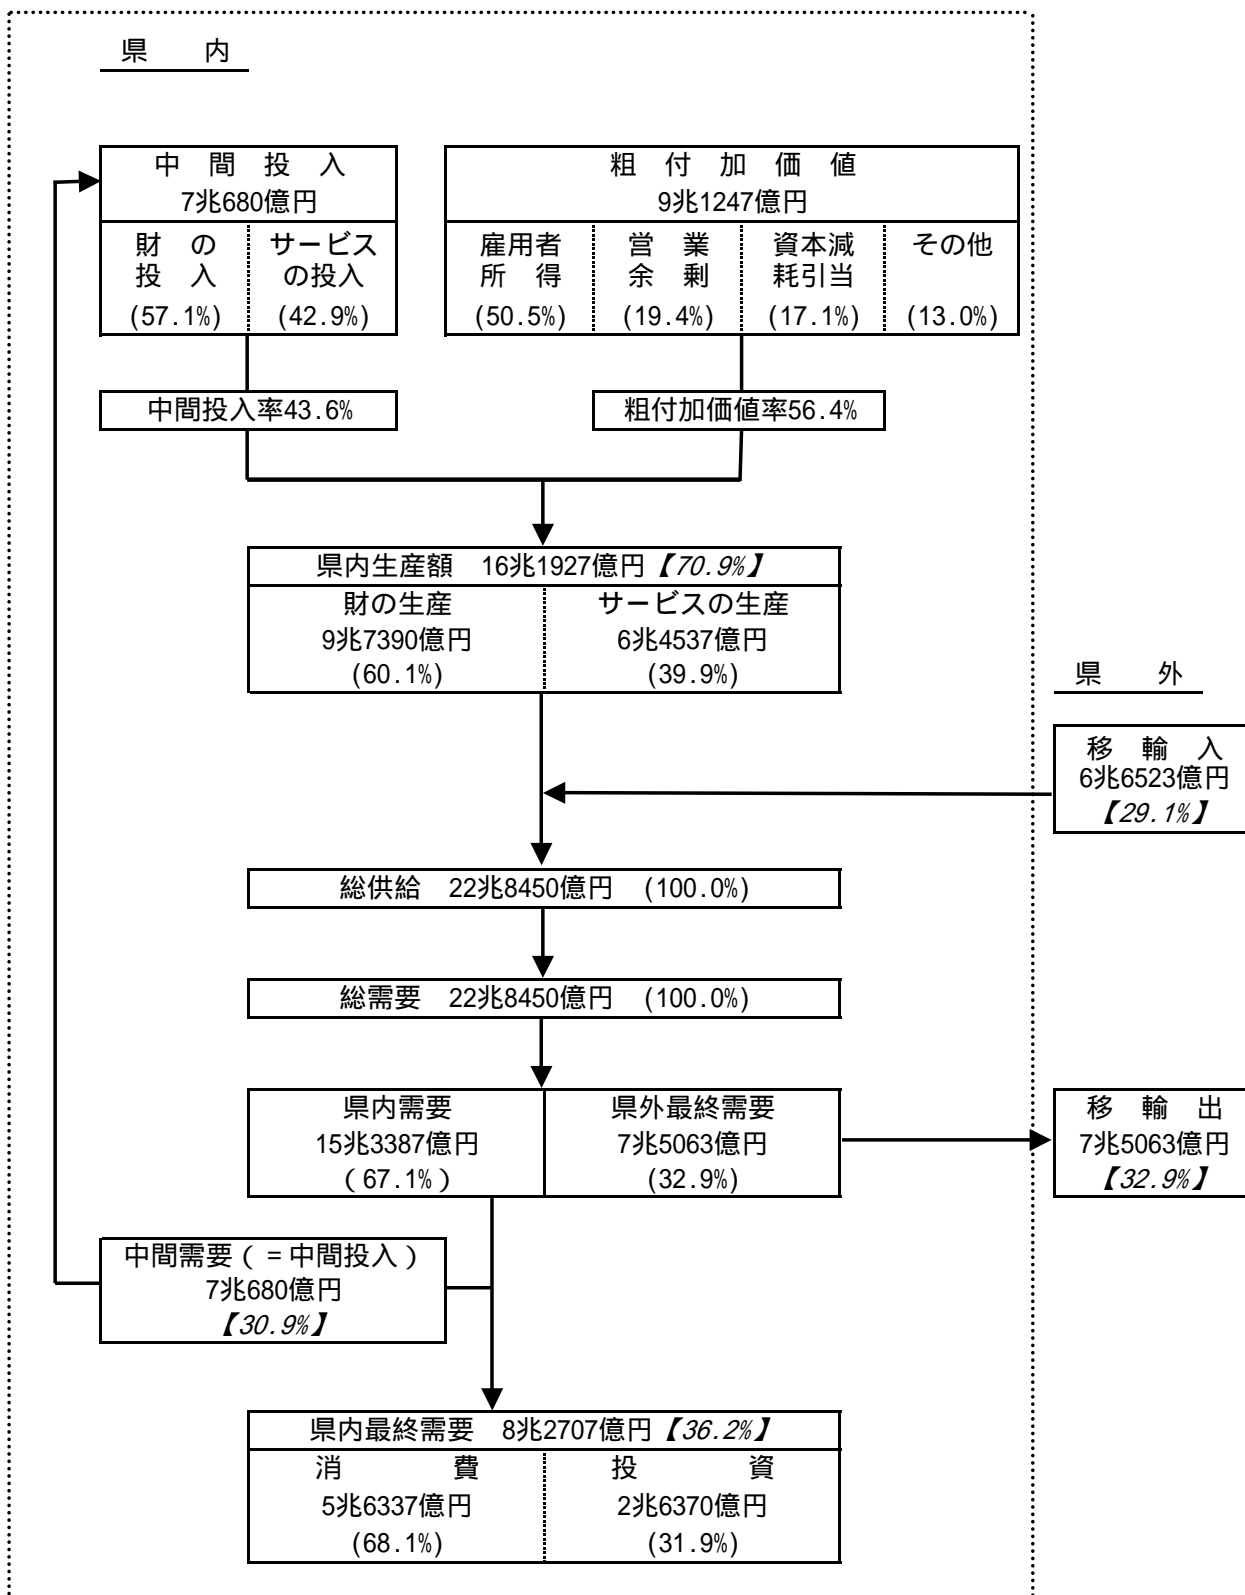 県　内
中　間　投　入
7兆680億円
財　の
投　入
(57.1%)
サービス
の投入
(42.9%)
粗　付　加　価　値
9兆1247億円
雇用者
所　得
(50.5%)
営　業
余　剰
(19.4%)
資本減
耗引当
(17.1%)
その他
(13.0%)
中間投入率43.6%
粗付加価値率56.4%
県内生産額　16兆1927億円【70.9%】
財の生産
9兆7390億円
(60.1%)
サービスの生産
6兆4537億円
(39.9%)
県　外
移　輸　入
6兆6523億円
【29.1%】
総供給　22兆8450億円　(100.0%)
総需要　22兆8450億円　(100.0%)
県内需要
15兆3387億円
（67.1%）
県外最終需要
7兆5063億円
(32.9%)
移　輸　出
7兆5063億円
【32.9%】
中間需要（=中間投入）
7兆680億円
【30.9%】
県内最終需要　8兆2707億円【36.2%】
消　費
5兆6337億円
(68.1%)
投　資
2兆6370億円
(31.9%)